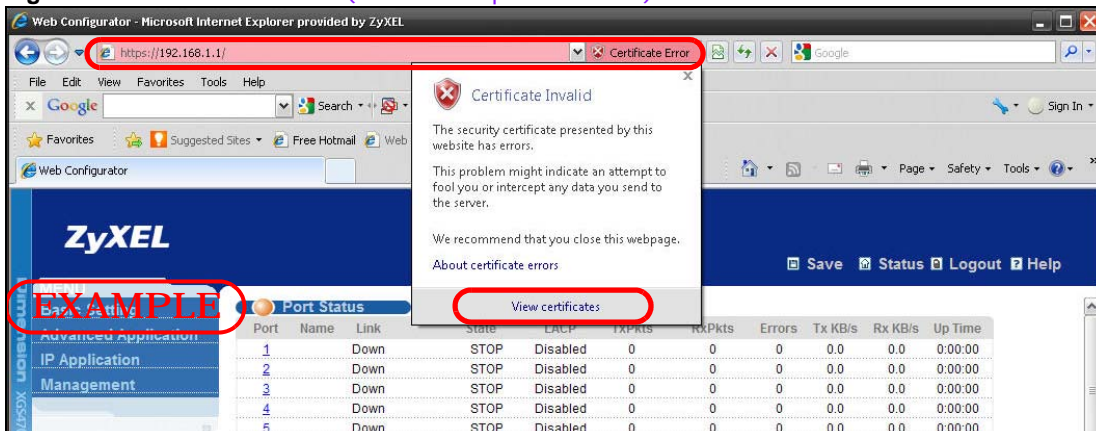 Web Configurator - Microsoft Internet Explorer provided by ZyXEL
https://192.168.1.1/ Certificate Error Google
File Edit View Favorites Tools Help
x Google Search Sign In
Favorites Suggested Sites Free Hotmail Web
Web Configurator Page Safety Tools
Certificate Invalid
The security certificate presented by this
website has errors.
This problem might indicate an attempt to
fool you or intercept any data you send to
the server.
We recommend that you close this webpage.
About certificate errors
View certificates
ZyXEL
Save Status Logout Help
MENU
EXAMPLE
Basic Setting
Advanced Application
IP Application
Management
Port Status
Port Name Link State LACP TxPkts RxPkts Errors Tx KB/s Rx KB/s Up Time
1 Down STOP Disabled 0 0 0 0.0 0.0 0:00:00
2 Down STOP Disabled 0 0 0 0.0 0.0 0:00:00
3 Down STOP Disabled 0 0 0 0.0 0.0 0:00:00
4 Down STOP Disabled 0 0 0 0.0 0.0 0:00:00
5 Down STOP Disabled 0 0 0 0.0 0.0 0:00:00